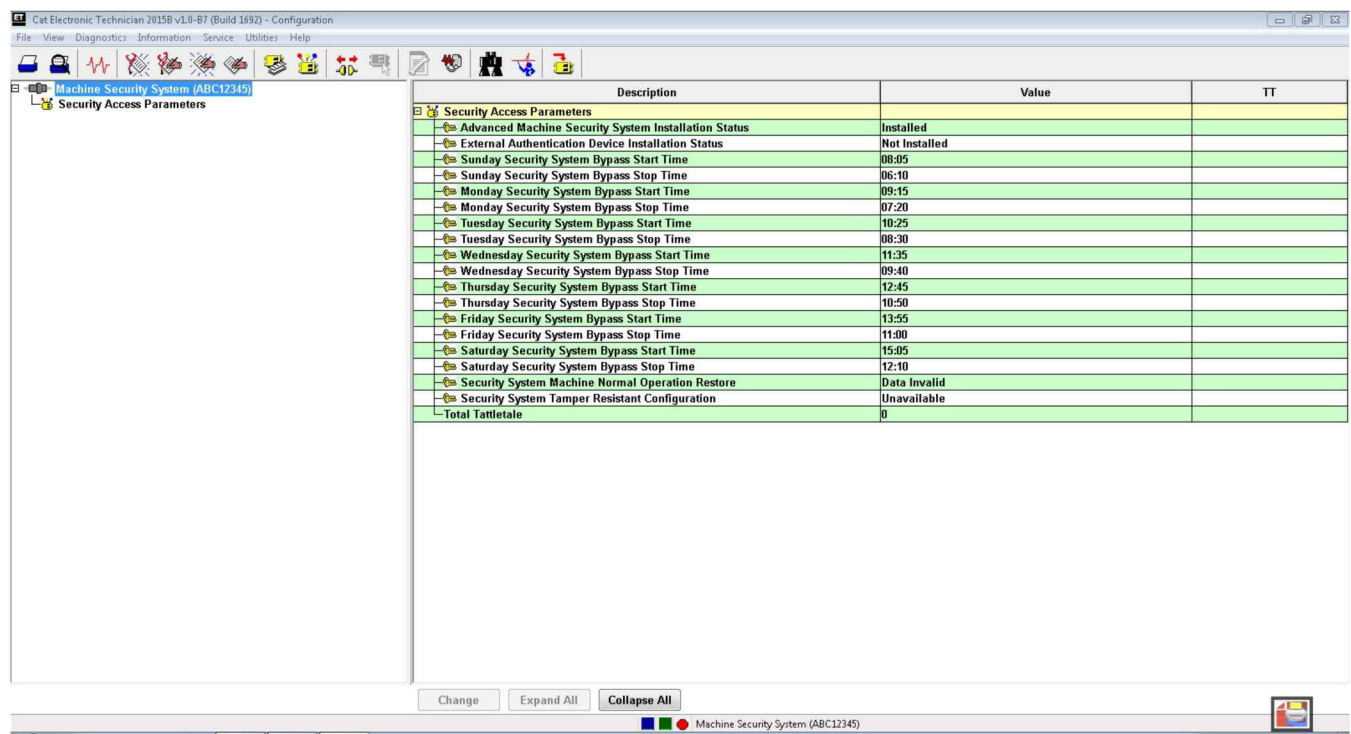 ET Cat Electronic Technician 2015B v1.0-B7 (Build 1692) - Configuration
File View Diagnostics Information Service Utilities Help
Machine Security System (ABC12345)
Security Access Parameters
Description Value TT
Security Access Parameters
Advanced Machine Security System Installation Status Installed
External Authentication Device Installation Status Not Installed
Sunday Security System Bypass Start Time 08:05
Sunday Security System Bypass Stop Time 06:10
Monday Security System Bypass Start Time 09:15
Monday Security System Bypass Stop Time 07:20
Tuesday Security System Bypass Start Time 10:25
Tuesday Security System Bypass Stop Time 08:30
Wednesday Security System Bypass Start Time 11:35
Wednesday Security System Bypass Stop Time 09:40
Thursday Security System Bypass Start Time 12:45
Thursday Security System Bypass Stop Time 10:50
Friday Security System Bypass Start Time 13:55
Friday Security System Bypass Stop Time 11:00
Saturday Security System Bypass Start Time 15:05
Saturday Security System Bypass Stop Time 12:10
Security System Machine Normal Operation Restore Data Invalid
Security System Tamper Resistant Configuration Unavailable
Total Tattletale 0
Change Expand All Collapse All
Machine Security System (ABC12345)